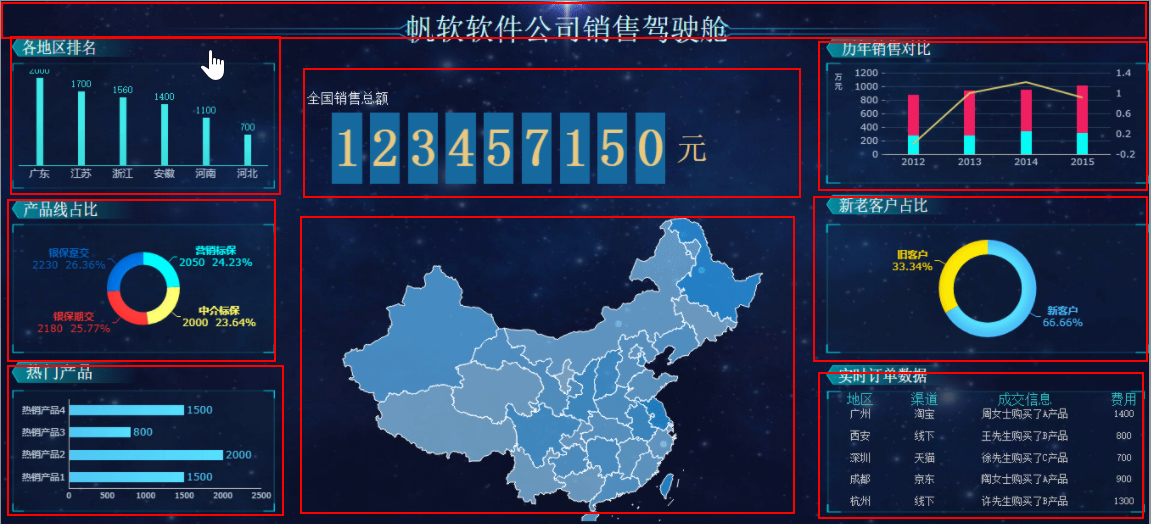 帆软软件公司销售驾驶舱
各地区排名
2000
1700
1560
1400
1100
700
广东 江苏 浙江 安徽 河南 河北
全国销售总额
1 2 3 4 5 7 1 5 0 元
历年销售对比
万元
1200
1000
800
600
400
200
0
1.4
1
0.6
0.2
-0.2
2012 2013 2014 2015
产品线占比
银保趸交
2230 26.36%
营销标保
2050 24.23%
银保期交
2180 25.77%
中介标保
2000 23.64%
新老客户占比
旧客户
33.34%
新客户
66.66%
热门产品
热销产品4 1500
热销产品3 800
热销产品2 2000
热销产品1 1500
0 500 1000 1500 2000 2500
实时订单数据
地区 渠道 成交信息 费用
广州 淘宝 周女士购买了A产品 1400
西安 线下 王先生购买了B产品 800
深圳 天猫 徐先生购买了C产品 700
成都 京东 陶女士购买了A产品 900
杭州 线下 许先生购买了B产品 1300